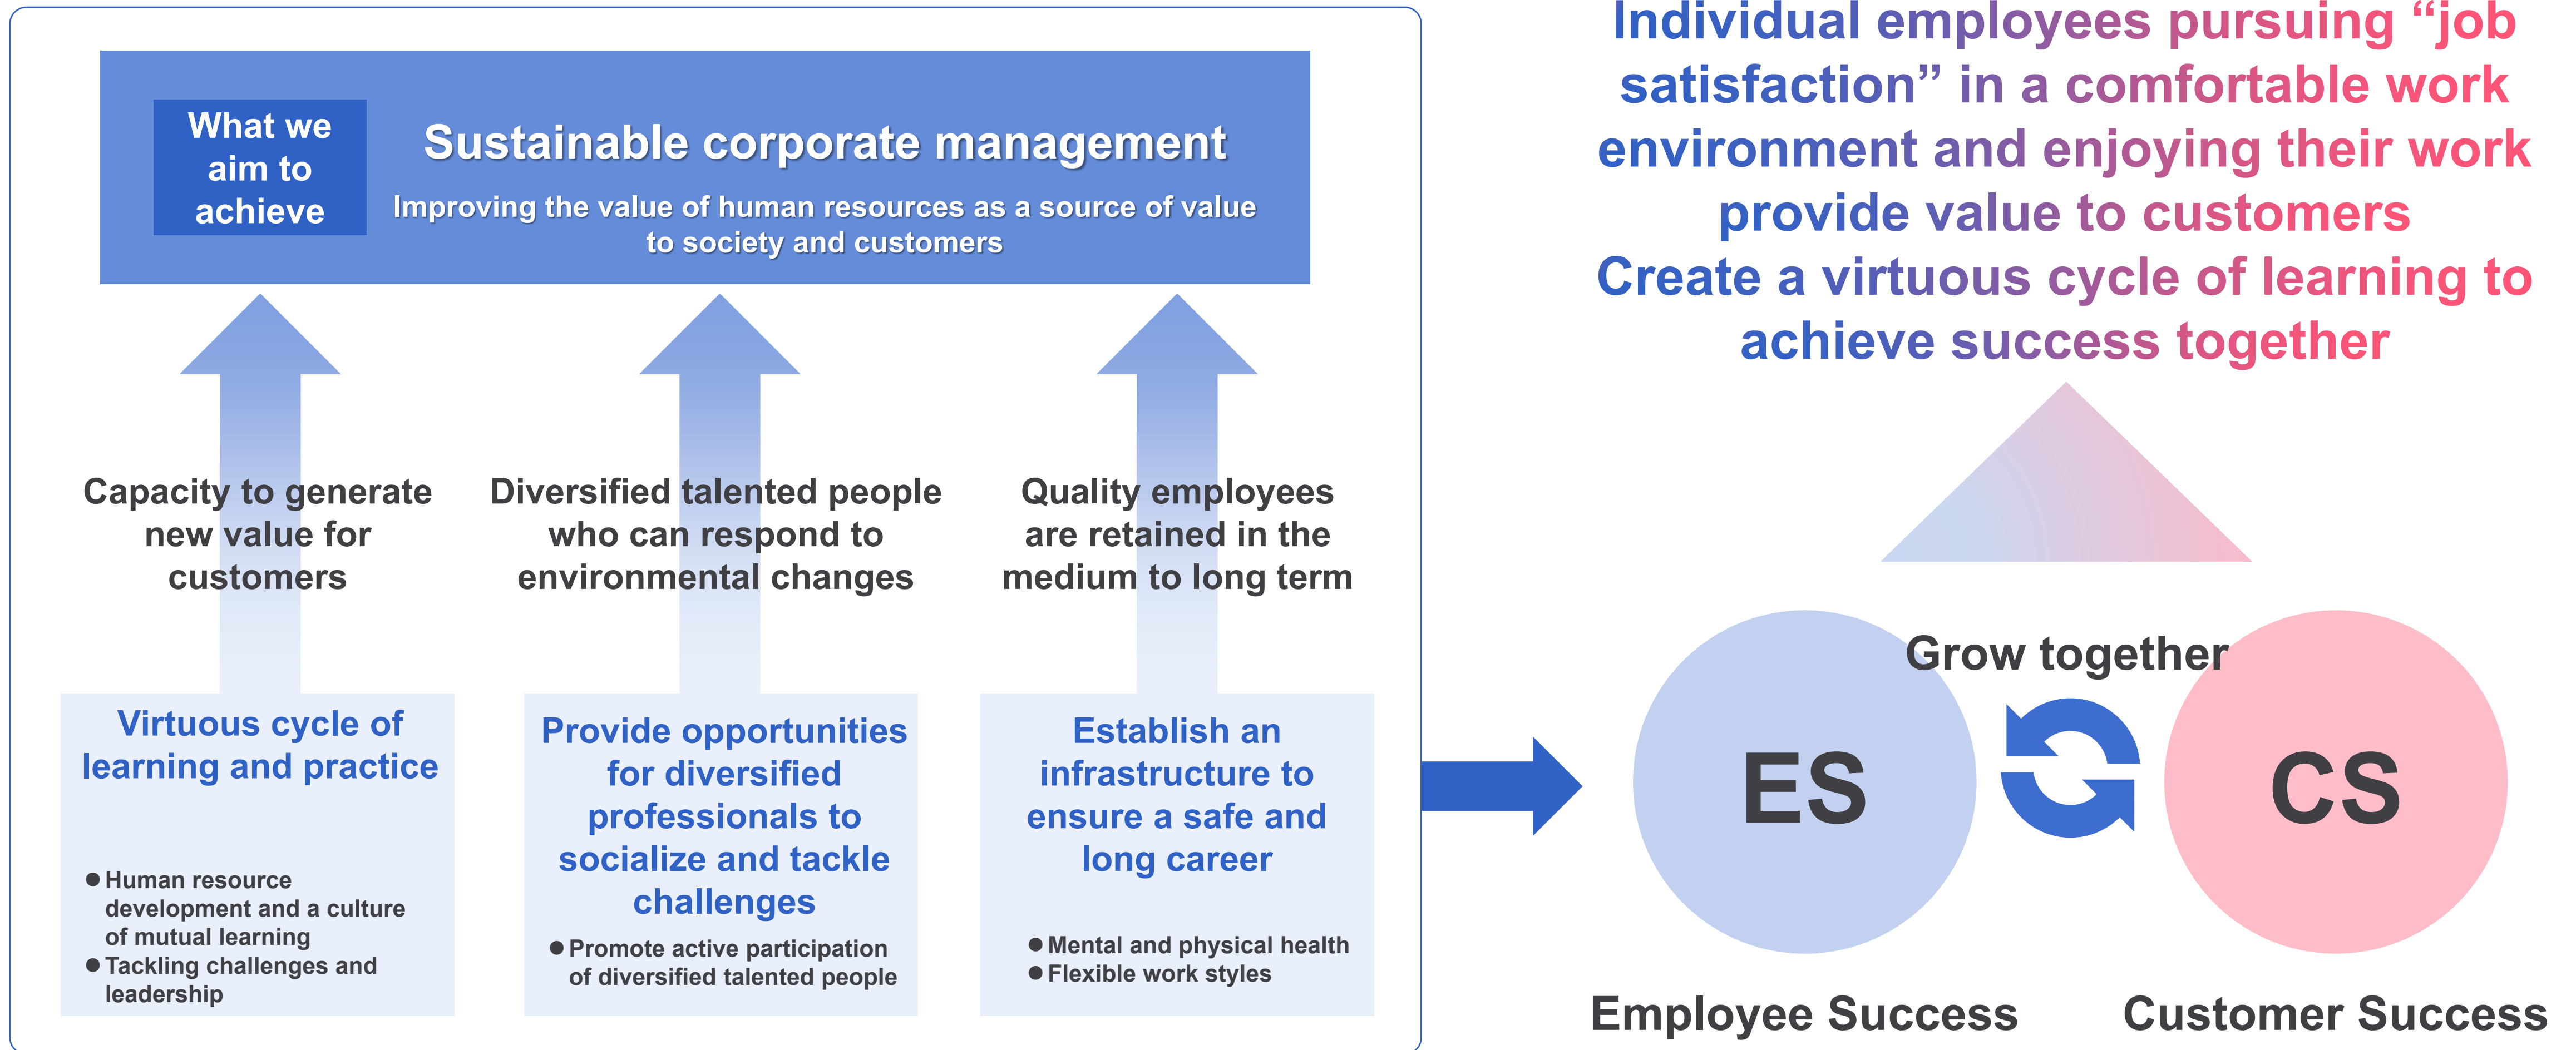 What we
aim to
achieve
Sustainable corporate management
Improving the value of human resources as a source of value
to society and customers
Capacity to generate
new value for
customers
Diversified talented people
who can respond to
environmental changes
Quality employees
are retained in the
medium to long term
Virtuous cycle of
learning and practice
● Human resource
development and a culture
of mutual learning
● Tackling challenges and
leadership
Provide opportunities
for diversified
professionals to
socialize and tackle
challenges
● Promote active participation
of diversified talented people
Establish an
infrastructure to
ensure a safe and
long career
● Mental and physical health
● Flexible work styles
Individual employees pursuing “job
satisfaction” in a comfortable work
environment and enjoying their work
provide value to customers
Create a virtuous cycle of learning to
achieve success together
Grow together
ES
CS
Employee Success
Customer Success